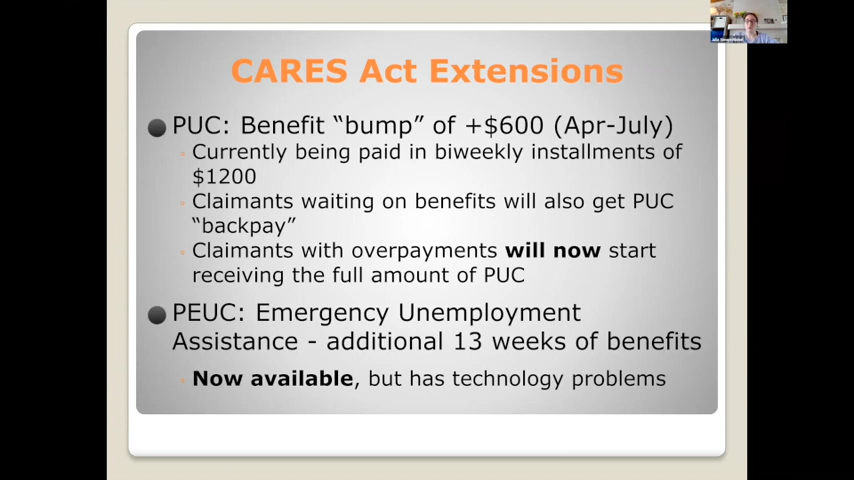 CARES Act Extensions
PUC: Benefit “bump” of +$600 (Apr-July)
Currently being paid in biweekly installments of
$1200
Claimants waiting on benefits will also get PUC
“backpay”
Claimants with overpayments will now start
receiving the full amount of PUC
PEUC: Emergency Unemployment
Assistance - additional 13 weeks of benefits
Now available, but has technology problems